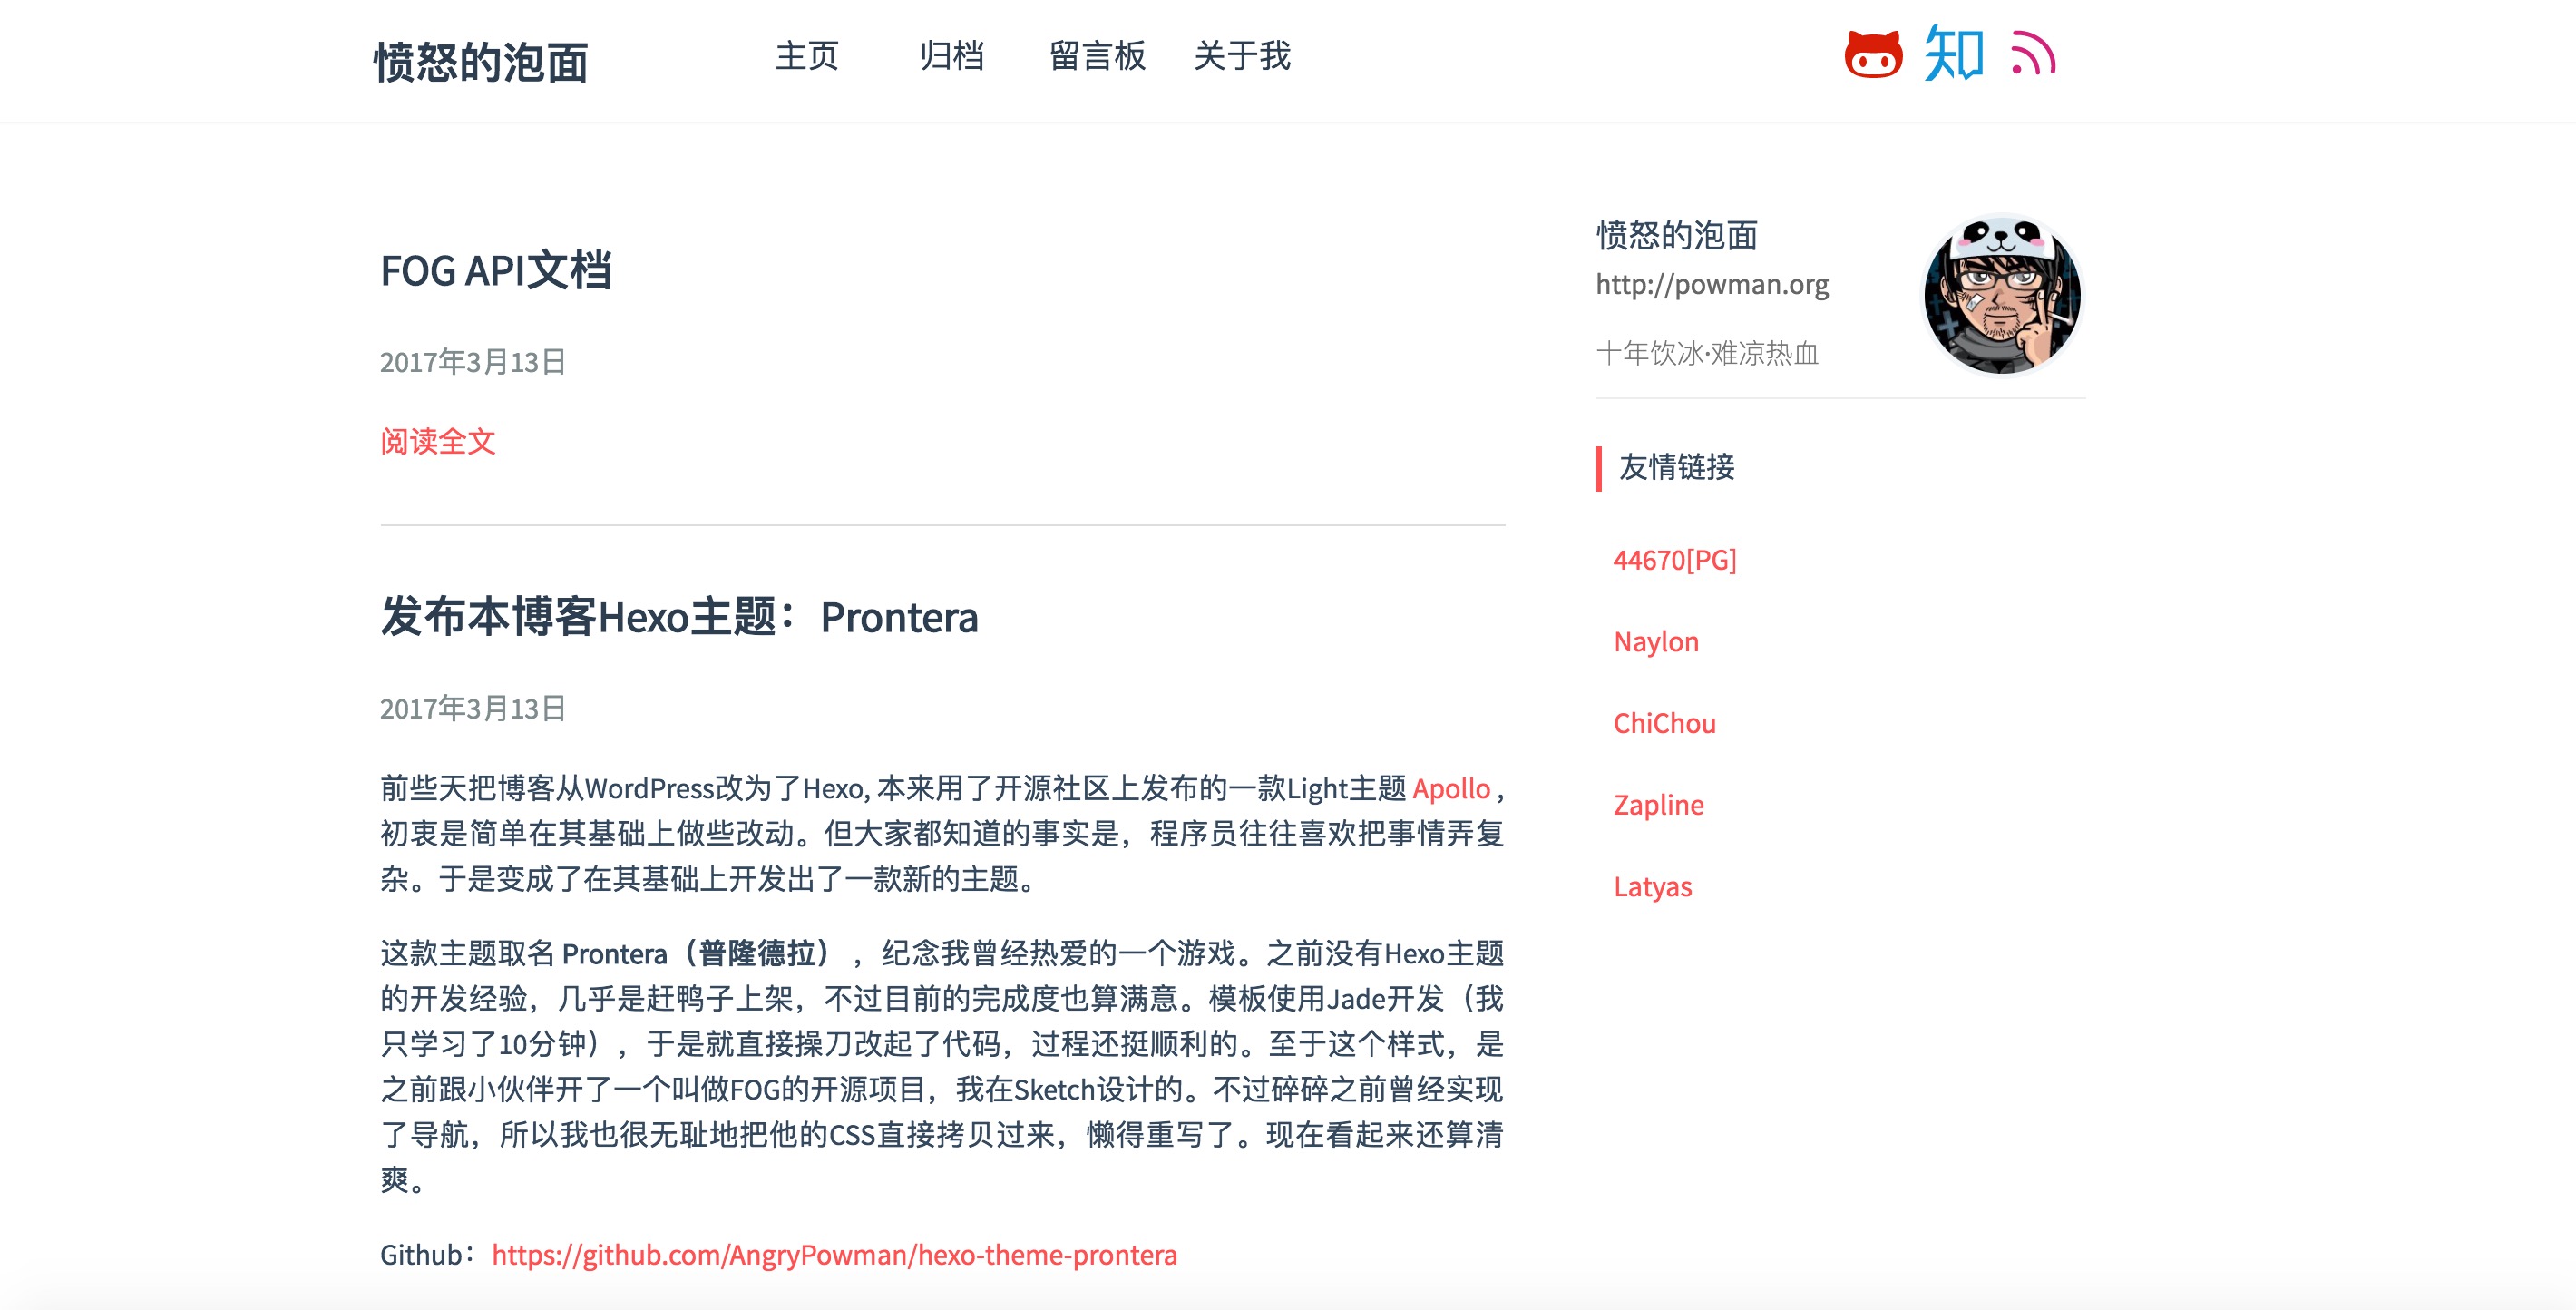 愤怒的泡面
主页 归档 留言板 关于我
知
FOG API文档
2017年3月13日
阅读全文
发布本博客Hexo主题：Prontera
2017年3月13日
前些天把博客从WordPress改为了Hexo, 本来用了开源社区上发布的一款Light主题 Apollo ,
初衷是简单在其基础上做些改动。但大家都知道的事实是，程序员往往喜欢把事情弄复
杂。于是变成了在其基础上开发出了一款新的主题。
这款主题取名 Prontera（普隆德拉） ，纪念我曾经热爱的一个游戏。之前没有Hexo主题
的开发经验，几乎是赶鸭子上架，不过目前的完成度也算满意。模板使用Jade开发（我
只学习了10分钟），于是就直接操刀改起了代码，过程还挺顺利的。至于这个样式，是
之前跟小伙伴开了一个叫做FOG的开源项目，我在Sketch设计的。不过碎碎之前曾经实现
了导航，所以我也很无耻地把他的CSS直接拷贝过来，懒得重写了。现在看起来还算清
爽。
Github：https://github.com/AngryPowman/hexo-theme-prontera
愤怒的泡面
http://powman.org
十年饮冰·难凉热血
友情链接
44670[PG]
Naylon
ChiChou
Zapline
Latyas